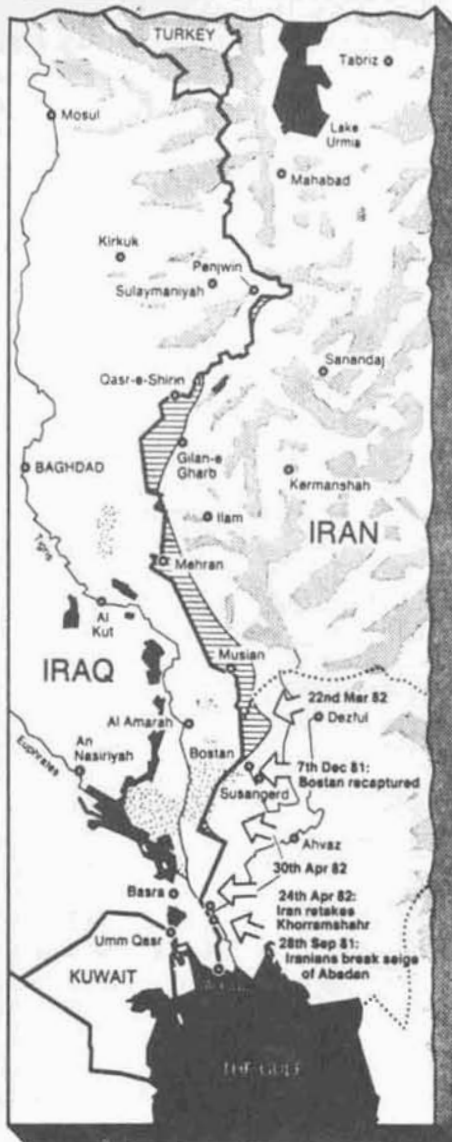 TURKEY
Tabriz
Mosul
Lake
Urmia
Mahabad
Kirkuk
Penjwin
Sulaymaniyah
Sanandaj
Qasr-e-Shirin
Gilan-e
Gharb
BAGHDAD
Kermanshah
Ilam
IRAN
Tigris
Mehran
Al
Kut
Musian
IRAQ
22nd Mar 82
Al Amarah
Dezful
Euphrates
An
Nasiriyah
Bostan
7th Dec 81:
Bostan recaptured
Susangerd
Ahvaz
30th Apr 82
Basra
24th Apr 82:
Iran retakes
Khorramshahr
Umm Qasr
28th Sep 81:
Iranians break seige
of Abadan
KUWAIT
THE GULF